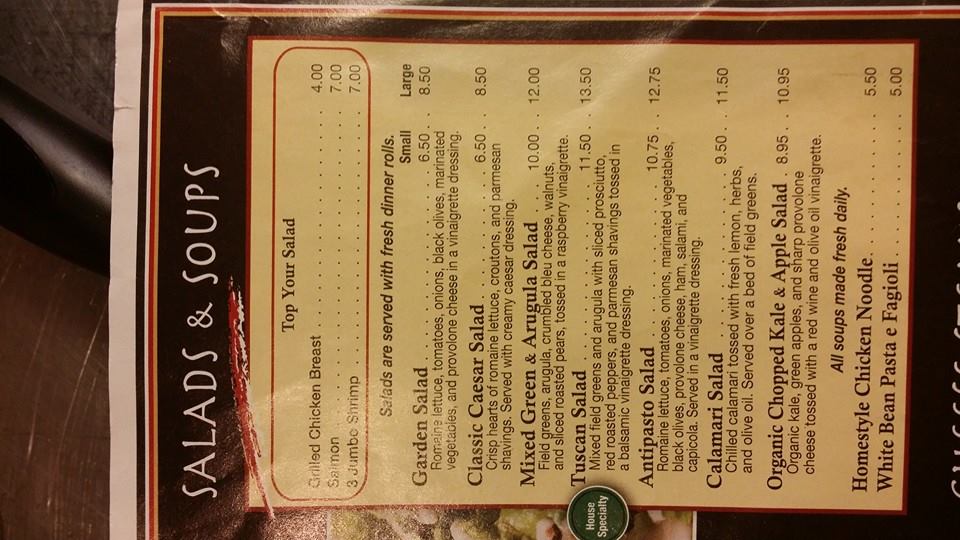 SALADS & SOUPS
Top Your Salad
Grilled Chicken Breast 4.00
Salmon 7.00
3 Jumbo Shrimp 7.00
Salads are served with fresh dinner rolls.
Small Large
Garden Salad 6.50 8.50
Romaine lettuce, tomatoes, onions, black olives, marinated
vegetables, and provolone cheese in a vinaigrette dressing.
Classic Caesar Salad 6.50 8.50
Crisp hearts of romaine lettuce, croutons, and parmesan
shavings. Served with creamy caesar dressing.
Mixed Green & Arugula Salad 10.00 12.00
Field greens, arugula, crumbled bleu cheese, walnuts,
and sliced roasted pears, tossed in a raspberry vinaigrette.
Tuscan Salad 11.50 13.50
Mixed field greens and arugula with sliced prosciutto,
red roasted peppers, and parmesan shavings tossed in
a balsamic vinaigrette dressing.
Antipasto Salad 10.75 12.75
Romaine lettuce, tomatoes, onions, marinated vegetables,
black olives, provolone cheese, ham, salami, and
capicola. Served in a vinaigrette dressing.
Calamari Salad 9.50 11.50
Chilled calamari tossed with fresh lemon, herbs,
and olive oil. Served over a bed of field greens.
Organic Chopped Kale & Apple Salad 8.95 10.95
Organic kale, green apples, and sharp provolone
cheese tossed with a red wine and olive oil vinaigrette.
All soups made fresh daily.
Homestyle Chicken Noodle 5.50
White Bean Pasta e Fagioli 5.00
House
Specialty